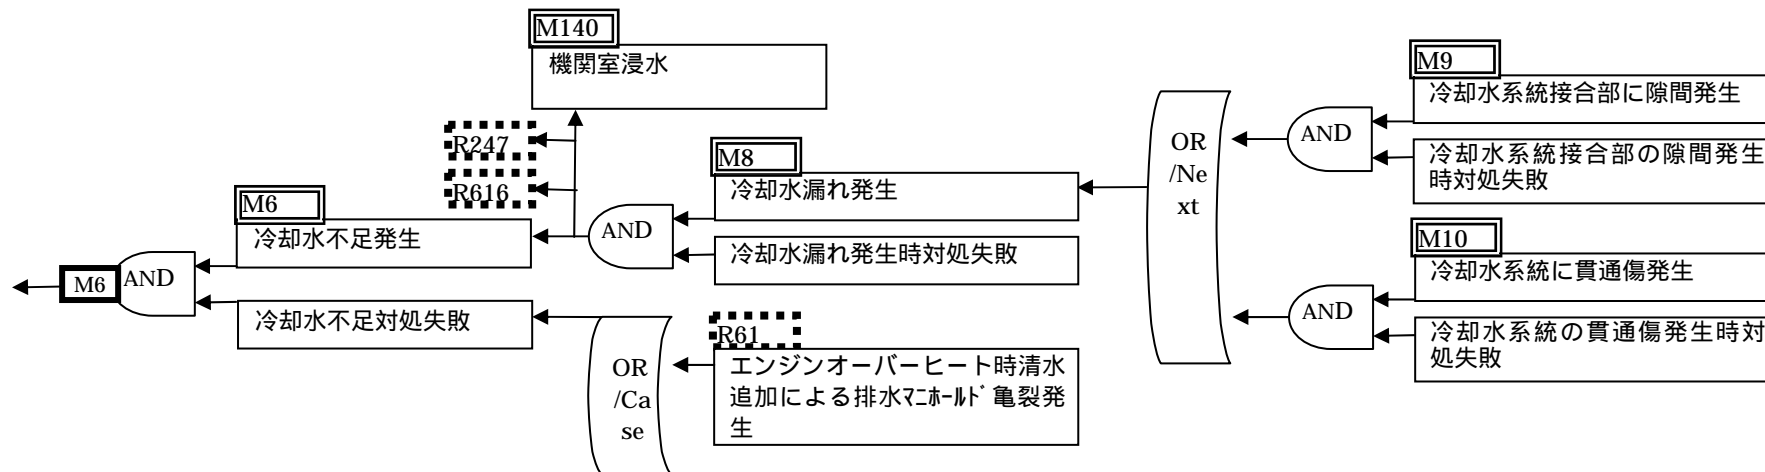 M140
機関室浸水
R247
R616
M6
冷却水不足発生
M6
AND
冷却水不足対処失敗
AND
M8
冷却水漏れ発生
冷却水漏れ発生時対処失敗
OR
/Ca
se
R61
エンジンオーバーヒート時清水
追加による排水ﾏﾆﾎｰﾙﾄﾞ亀裂発
生
OR
/Ne
xt
AND
M9
冷却水系統接合部に隙間発生
冷却水系統接合部の隙間発生
時対処失敗
AND
M10
冷却水系統に貫通傷発生
冷却水系統の貫通傷発生時対
処失敗